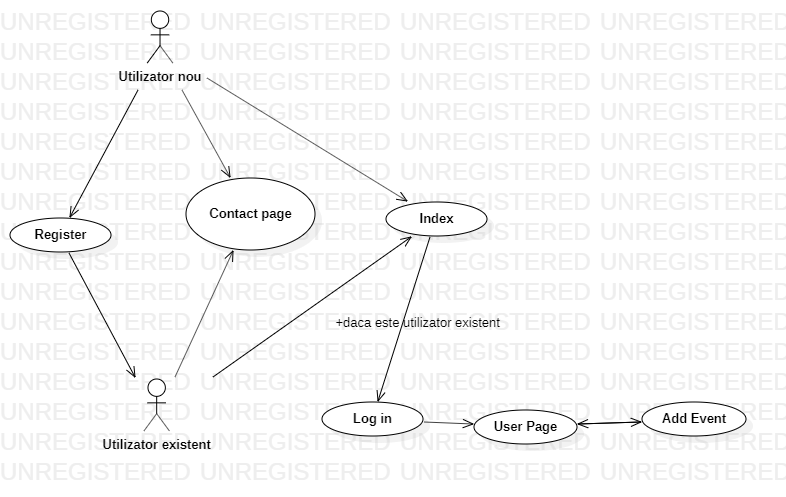 Utilizator nou
Contact page
Index
Register
+daca este utilizator existent
Log in
User Page
Add Event
Utilizator existent
UNREGISTERED